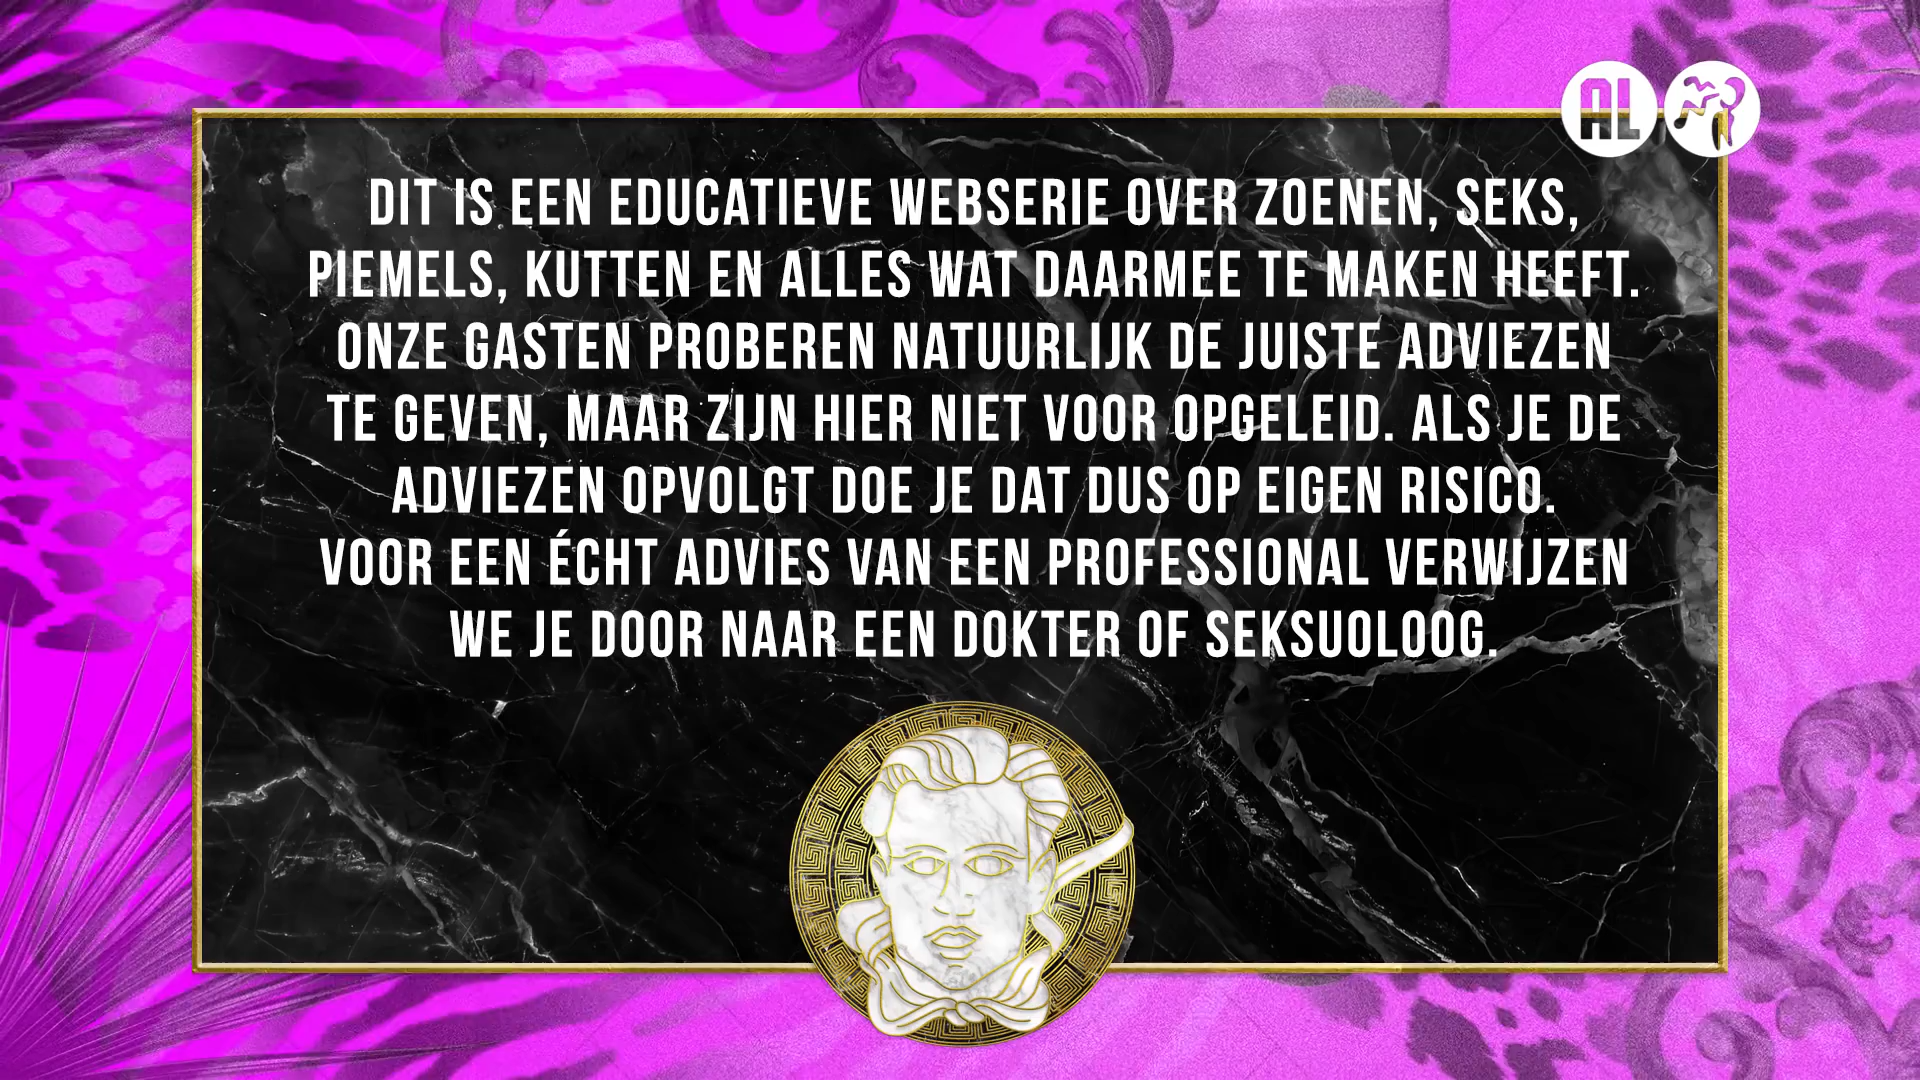 AL
DIT IS EEN EDUCATIEVE WEBSERIE OVER ZOENEN, SEKS,
PIEMELS, KUTTEN EN ALLES WAT DAARMEE TE MAKEN HEEFT.
ONZE GASTEN PROBEREN NATUURLIJK DE JUISTE ADVIEZEN
TE GEVEN, MAAR ZIJN HIER NIET VOOR OPGELEID. ALS JE DE
ADVIEZEN OPVOLGT DOE JE DAT DUS OP EIGEN RISICO.
VOOR EEN ÉCHT ADVIES VAN EEN PROFESSIONAL VERWIJZEN
WE JE DOOR NAAR EEN DOKTER OF SEKSUOLOOG.